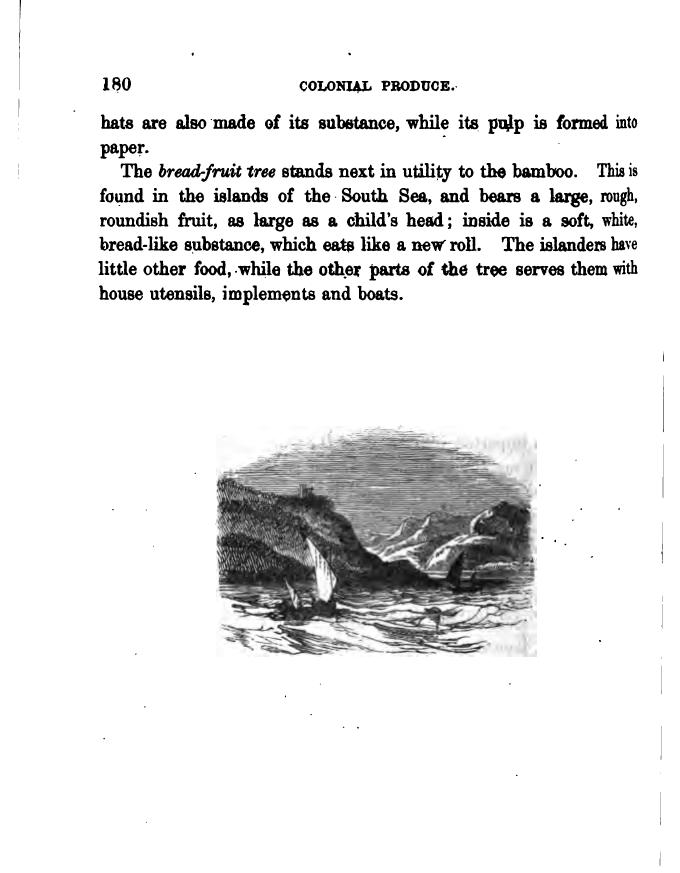 180
COLONIAL PRODUCE.
hats are also made of its substance, while its pulp is formed into
paper.
The bread-fruit tree stands next in utility to the bamboo. This is
found in the islands of the South Sea, and bears a large, rough,
roundish fruit, as large as a child's head; inside is a soft, white,
bread-like substance, which eats like a new roll. The islanders have
little other food, while the other parts of the tree serves them with
house utensils, implements and boats.